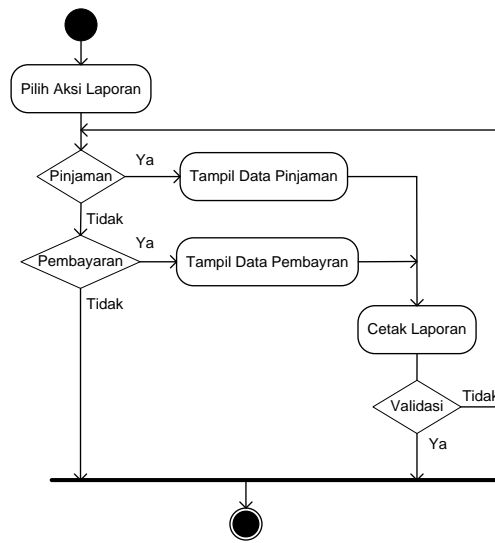 Pilih Aksi Laporan
Ya
Pinjaman
Tampil Data Pinjaman
Tidak
Ya
Pembayaran
Tampil Data Pembayran
Tidak
Cetak Laporan
Validasi
Tidak
Ya